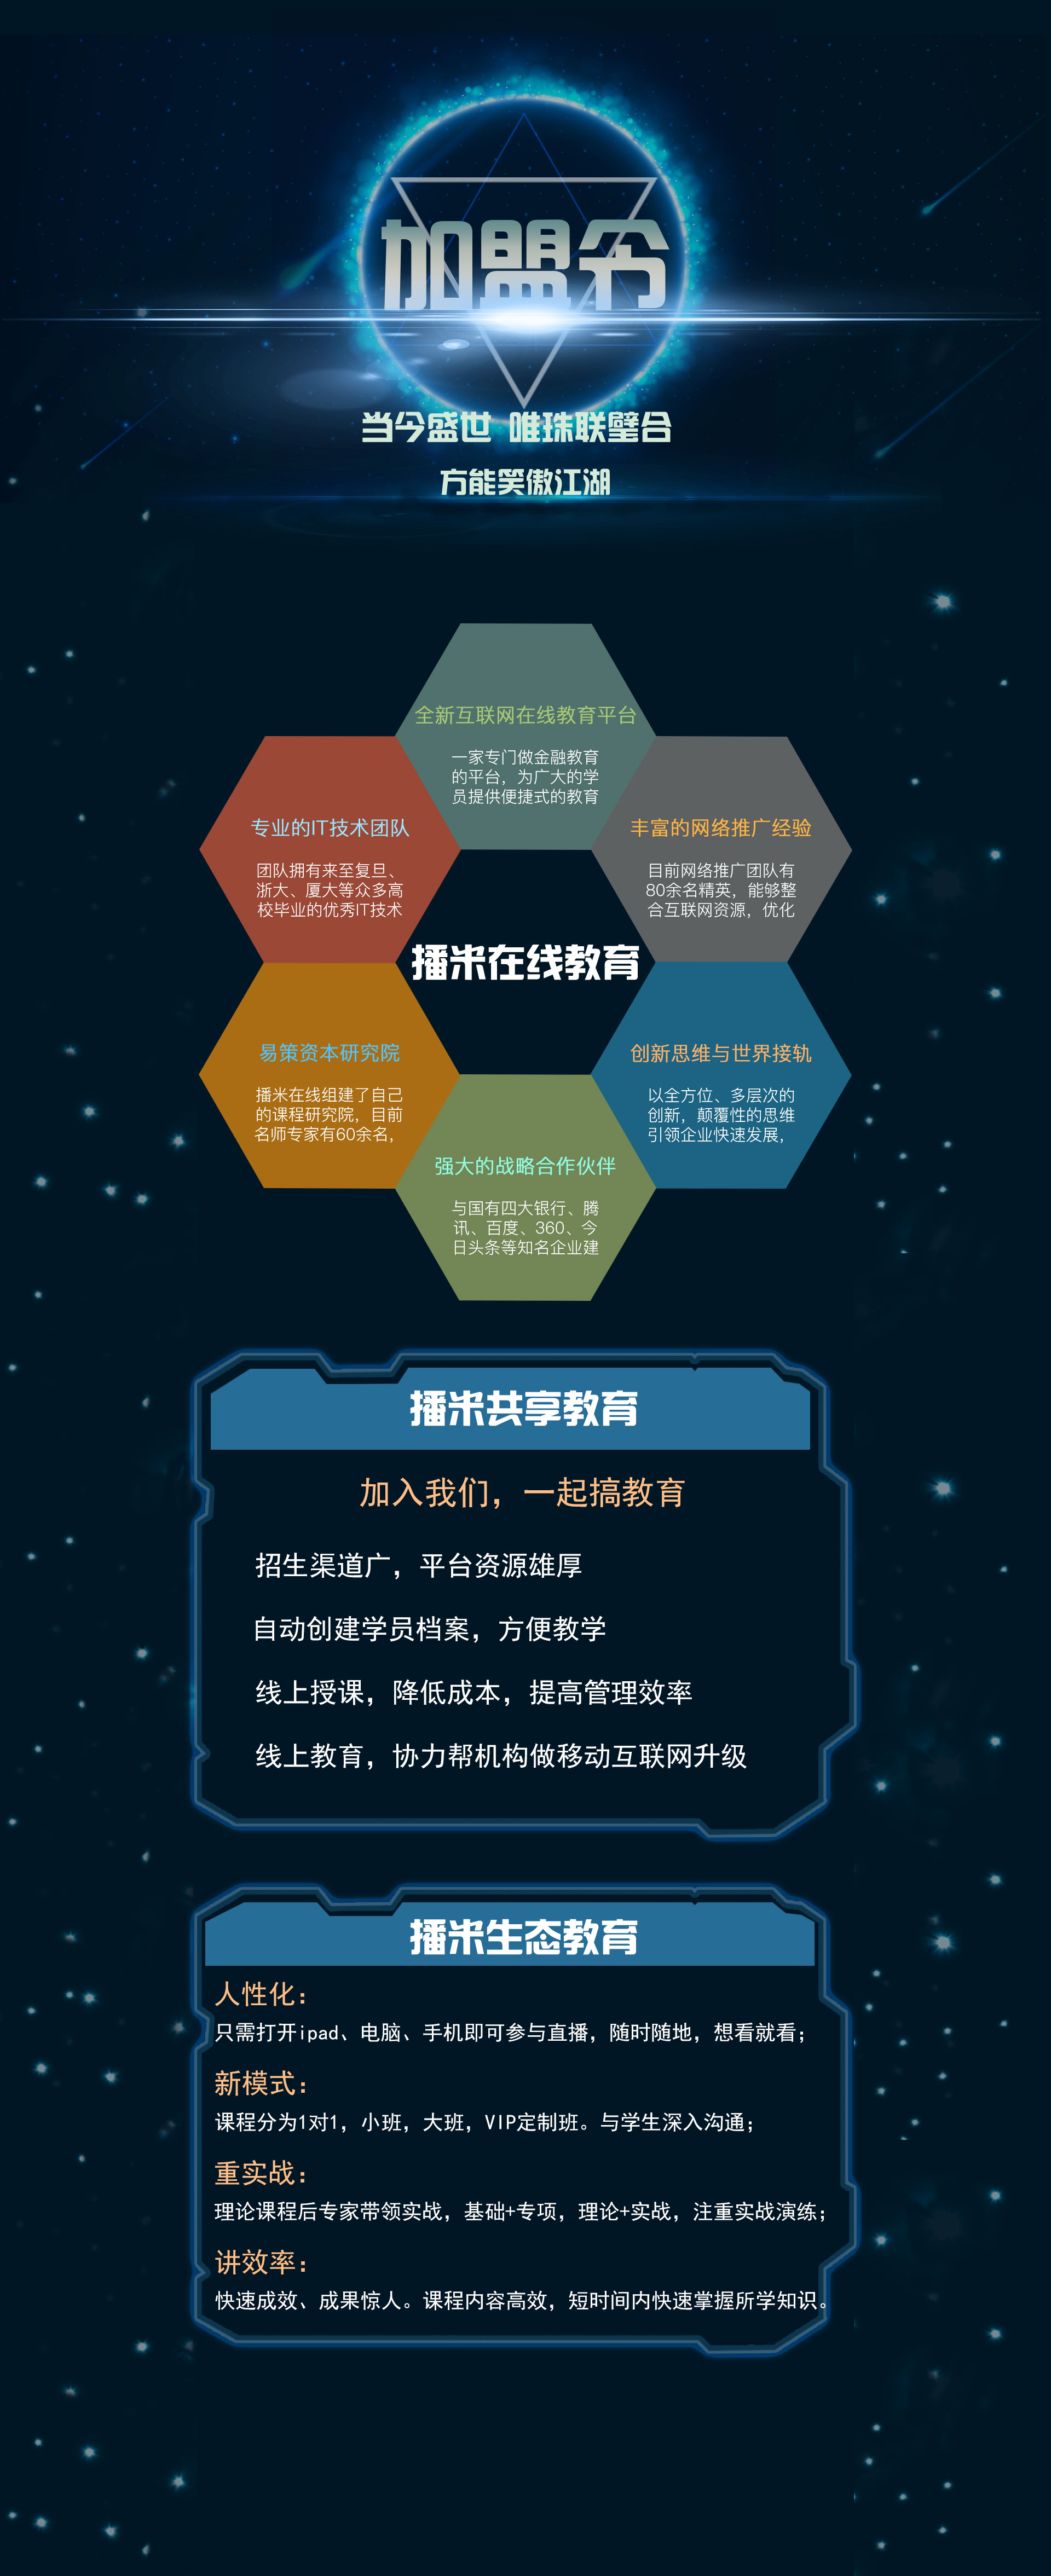 加盟令
当今盛世 唯珠联璧合
方能笑傲江湖
全新互联网在线教育平台
一家专门做金融教育
的平台，为广大的学
员提供便捷式的教育
专业的IT技术团队
团队拥有来至复旦、
浙大、厦大等众多高
校毕业的优秀IT技术
丰富的网络推广经验
目前网络推广团队有
80余名精英，能够整
合互联网资源，优化
播米在线教育
易策资本研究院
播米在线组建了自己
的课程研究院，目前
名师专家有60余名，
创新思维与世界接轨
以全方位、多层次的
创新，颠覆性的思维
引领企业快速发展，
强大的战略合作伙伴
与国有四大银行、腾
讯、百度、360、今
日头条等知名企业建
播米共享教育
加入我们，一起搞教育
招生渠道广，平台资源雄厚
自动创建学员档案，方便教学
线上授课，降低成本，提高管理效率
线上教育，协力帮机构做移动互联网升级
播米生态教育
人性化：
只需打开ipad、电脑、手机即可参与直播，随时随地，想看就看；
新模式：
课程分为1对1，小班，大班，VIP定制班。与学生深入沟通；
重实战：
理论课程后专家带领实战，基础+专项，理论+实战，注重实战演练；
讲效率：
快速成效、成果惊人。课程内容高效，短时间内快速掌握所学知识。